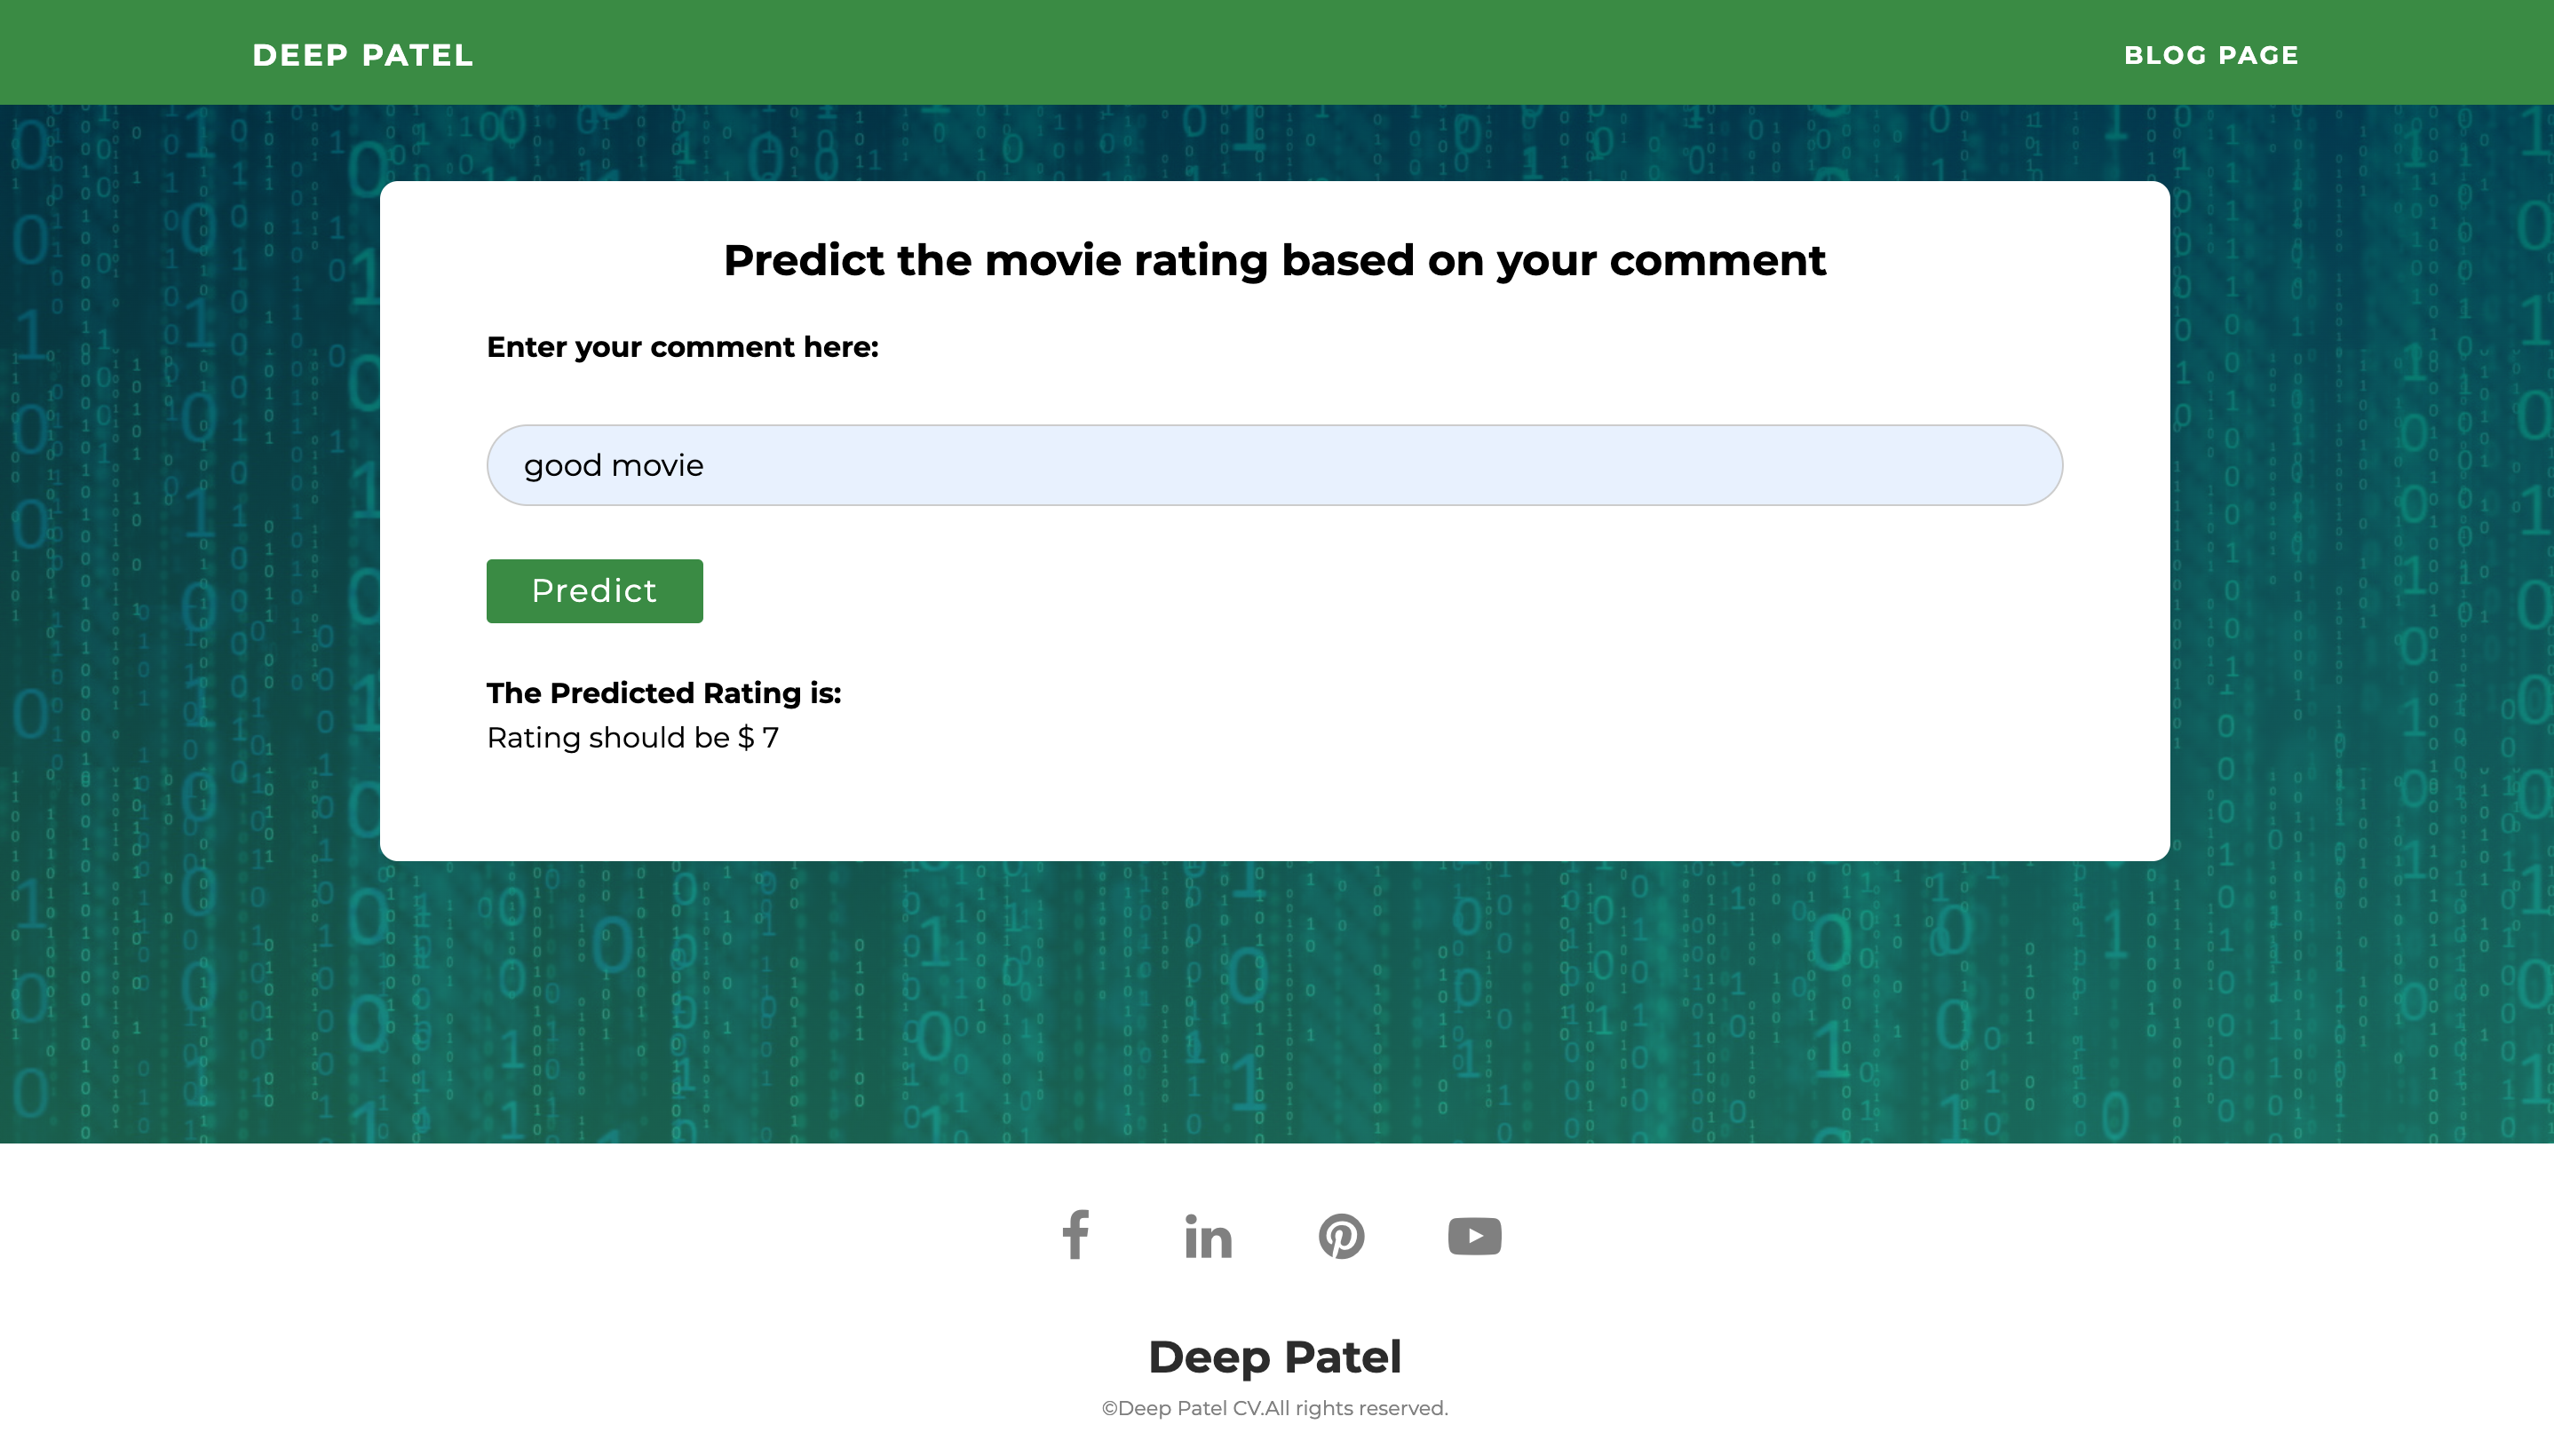 DEEP PATEL
BLOG PAGE
Predict the movie rating based on your comment
Enter your comment here:
good movie
Predict
The Predicted Rating is:
Rating should be $ 7
Deep Patel
©Deep Patel CV.All rights reserved.